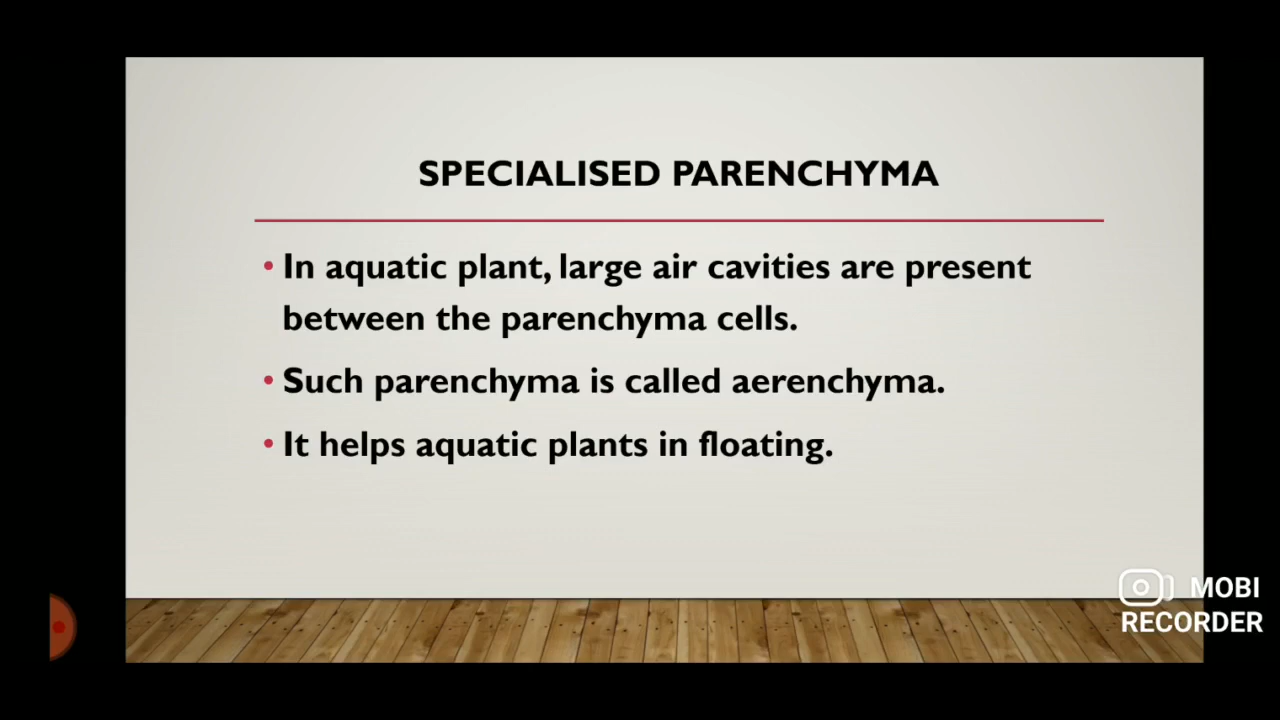 SPECIALISED PARENCHYMA
• In aquatic plant, large air cavities are present
between the parenchyma cells.
• Such parenchyma is called aerenchyma.
• It helps aquatic plants in floating.
MOBI
RECORDER